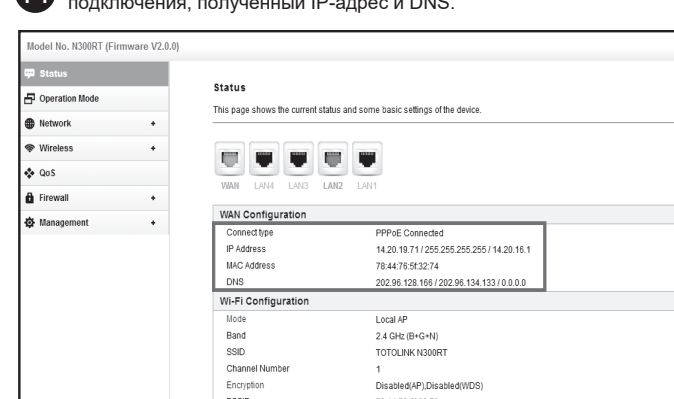 подключения, полученный IP-адрес и DNS.
Model No. N300RT (Firmware V2.0.0)
Status
Operation Mode
Network +
Wireless +
QoS
Firewall +
Management +
Status
This page shows the current status and some basic settings of the device.
WAN LAN4 LAN3 LAN2 LAN1
WAN Configuration
Connect type PPPoE Connected
IP Address 14.20.19.71 / 255.255.255.255 / 14.20.16.1
MAC Address 78:44:76:5f:32:74
DNS 202.96.128.166 / 202.96.134.133 / 0.0.0.0
Wi-Fi Configuration
Mode Local AP
Band 2.4 GHz (B+G+N)
SSID TOTOLINK N300RT
Channel Number 1
Encryption Disabled(AP),Disabled(WDS)